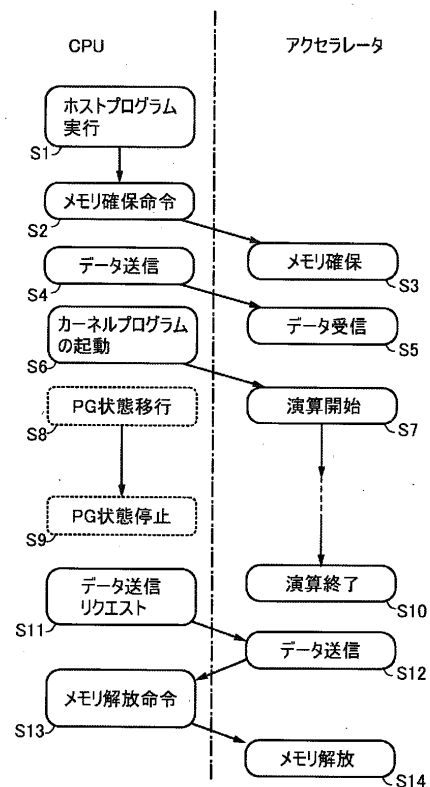 CPU
アクセラレータ
ホストプログラム
実行
S1
メモリ確保命令
S2
メモリ確保
S3
データ送信
S4
データ受信
S5
カーネルプログラム
の起動
S6
演算開始
S7
PG状態移行
S8
PG状態停止
S9
演算終了
S10
データ送信
リクエスト
S11
データ送信
S12
メモリ解放命令
S13
メモリ解放
S14